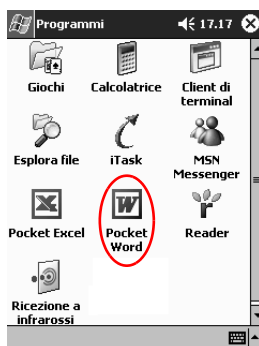 Programmi 17.17
Giochi Calcolatrice Client di
terminal
Esplora file iTask MSN
Messenger
Pocket Excel Pocket
Word Reader
Ricezione a
infrarossi